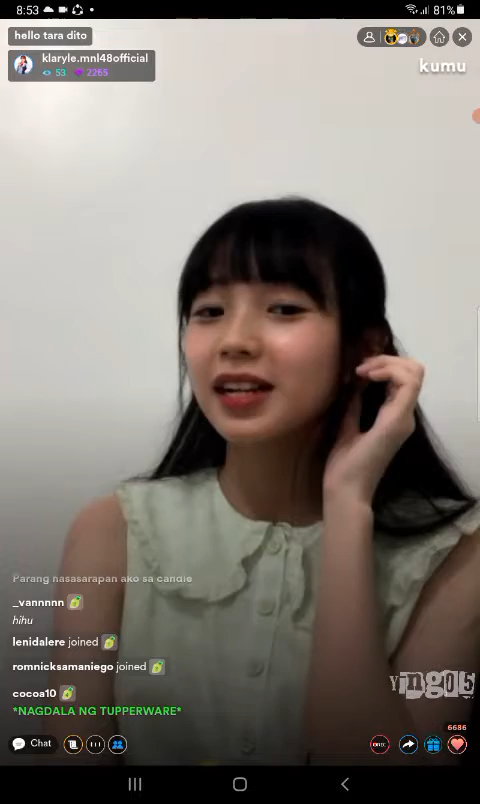 8:53
81%
hello tara dito
klaryle.mnl48official
53 2265
kumu
Parang nasasarapan ako sa candle
_vannnnn
hihu
lenidalere joined
romnicksamaniego joined
cocoa10
*NAGDALA NG TUPPERWARE*
Ying05
6686
Chat